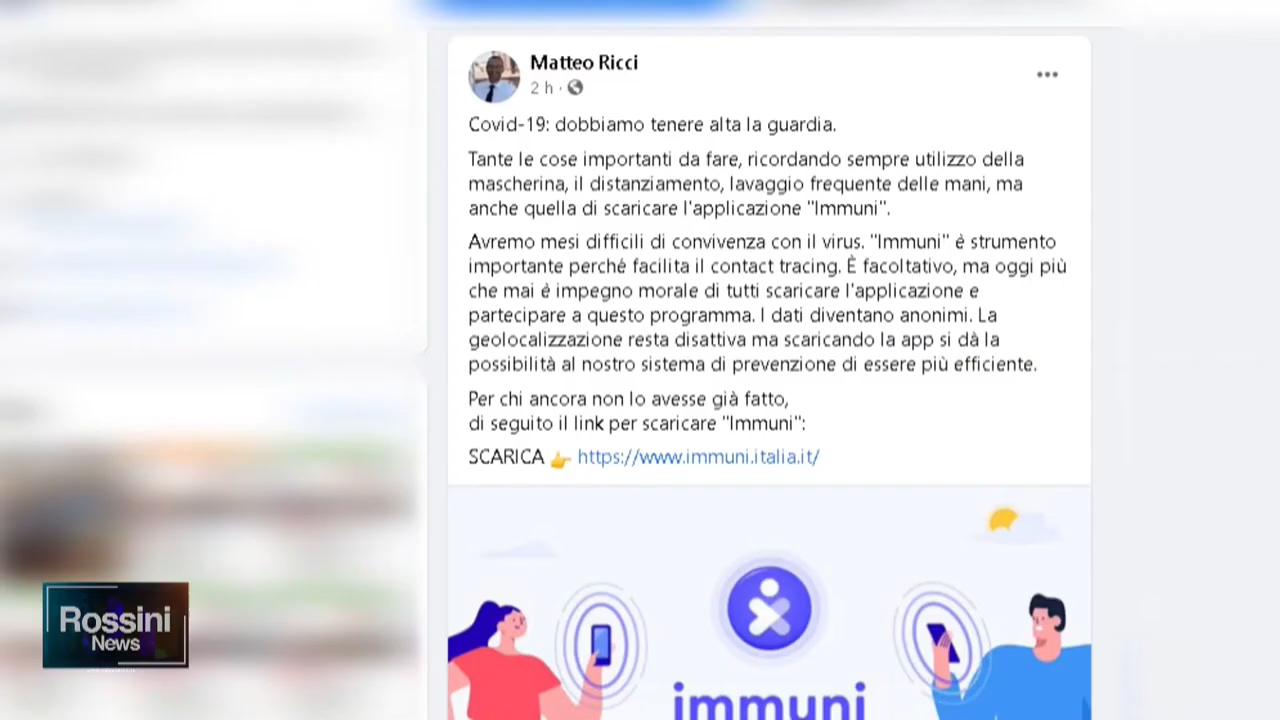 Matteo Ricci
2 h ·
Covid-19: dobbiamo tenere alta la guardia.
Tante le cose importanti da fare, ricordando sempre utilizzo della
mascherina, il distanziamento, lavaggio frequente delle mani, ma
anche quella di scaricare l'applicazione "Immuni".
Avremo mesi difficili di convivenza con il virus. "Immuni" è strumento
importante perché facilita il contact tracing. È facoltativo, ma oggi più
che mai è impegno morale di tutti scaricare l'applicazione e
partecipare a questo programma. I dati diventano anonimi. La
geolocalizzazione resta disattiva ma scaricando la app si dà la
possibilità al nostro sistema di prevenzione di essere più efficiente.
Per chi ancora non lo avesse già fatto,
di seguito il link per scaricare "Immuni":
SCARICA 👉 https://www.immuni.italia.it/
immuni
Rossini
News